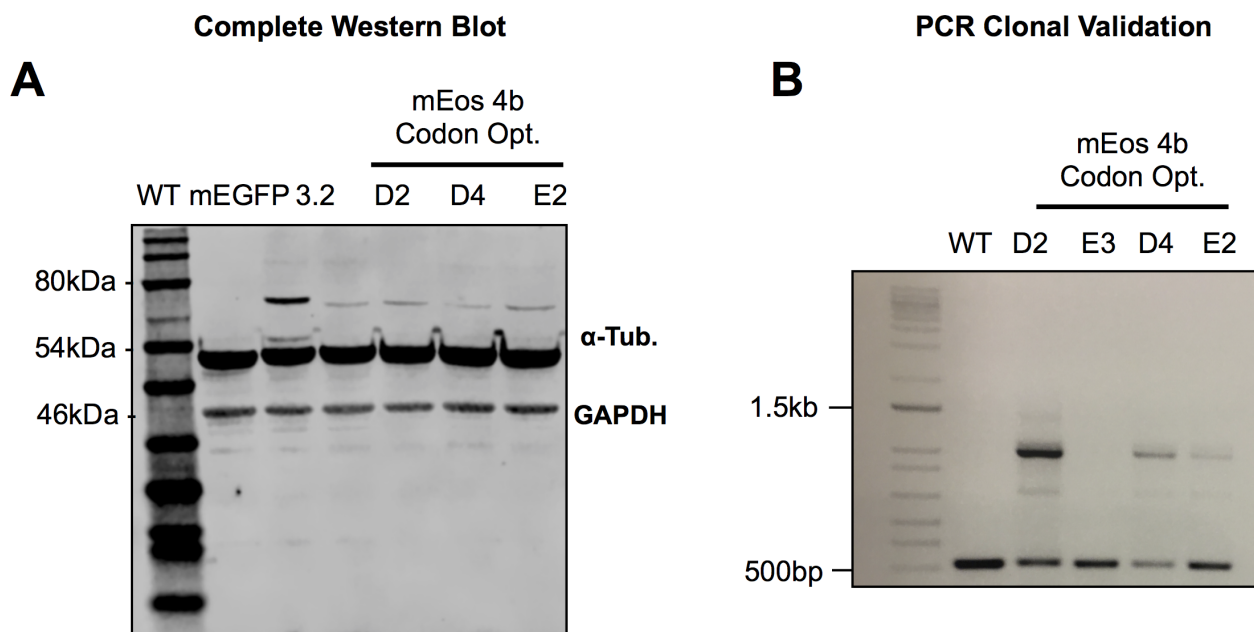 Complete Western Blot
A
mEos 4b
Codon Opt.
WT mEGFP 3.2 D2 D4 E2
80kDa
54kDa
46kDa
α-Tub.
GAPDH
PCR Clonal Validation
B
mEos 4b
Codon Opt.
WT D2 E3 D4 E2
1.5kb
500bp